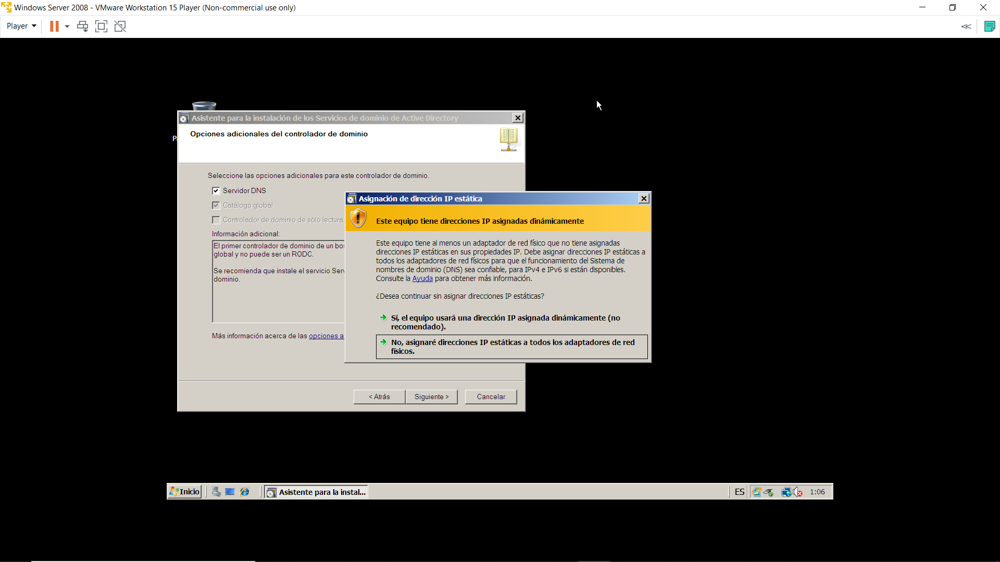 Windows Server 2008 - VMware Workstation 15 Player (Non-commercial use only)
Player
Asistente para la instalación de los Servicios de dominio de Active Directory
Opciones adicionales del controlador de dominio
Seleccione las opciones adicionales para este controlador de dominio.
Servidor DNS
Catálogo global
Controlador de dominio de sólo lectura
Información adicional:
El primer controlador de dominio de un
global y no puede ser un RODC.
Se recomienda que instale el servicio
dominio.
Más información acerca de las opciones
< Atrás
Siguiente >
Cancelar
Asignación de dirección IP estática
Este equipo tiene direcciones IP asignadas dinámicamente
Este equipo tiene al menos un adaptador de red físico que no tiene asignadas
direcciones IP estáticas en sus propiedades IP. Debe asignar direcciones IP estáticas a
todos los adaptadores de red físicos para que el funcionamiento del Sistema de
nombres de dominio (DNS) sea confiable, para IPv4 e IPv6 si están disponibles.
Consulte la Ayuda para obtener más información.
¿Desea continuar sin asignar direcciones IP estáticas?
Sí, el equipo usará una dirección IP asignada dinámicamente (no
recomendado).
No, asignaré direcciones IP estáticas a todos los adaptadores de red
físicos.
Inicio
Asistente para la instal...
ES
1:06